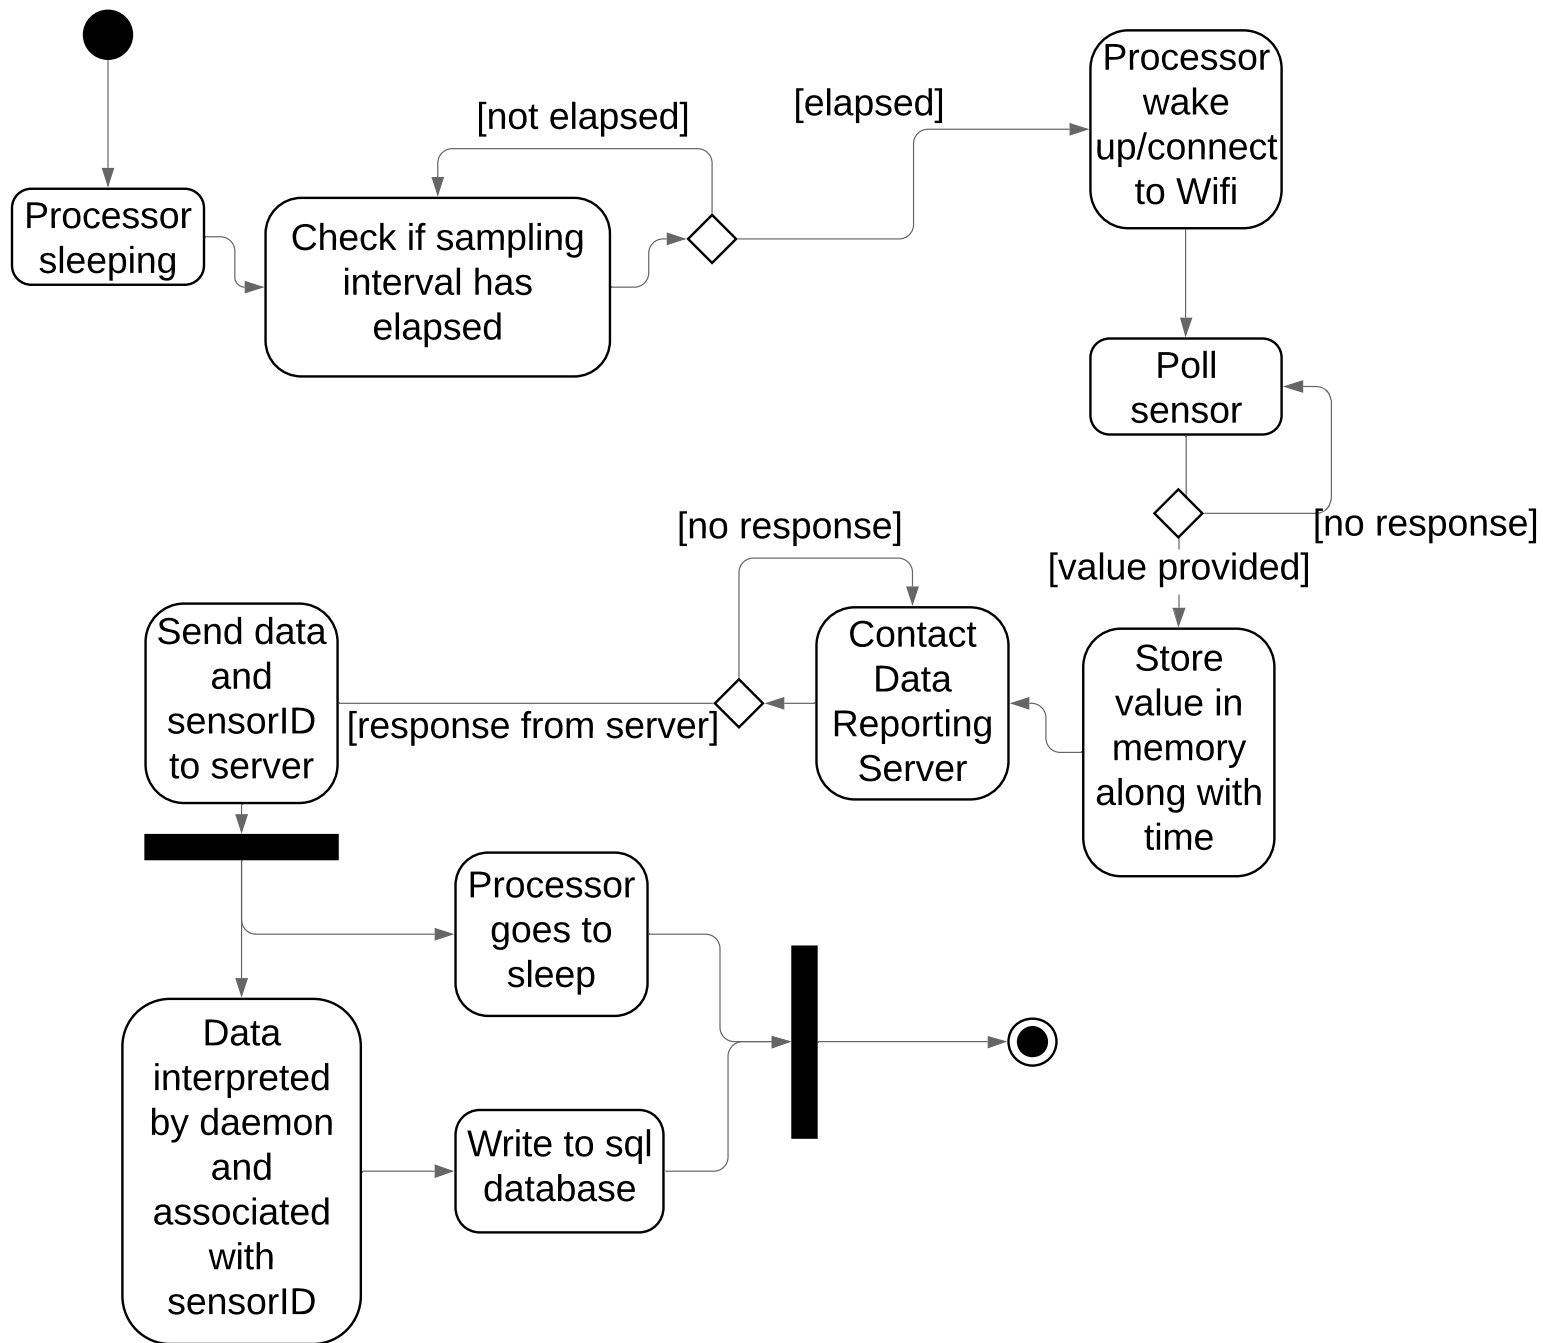 [not elapsed]
[elapsed]
Processor
wake
up/connect
to Wifi
Processor
sleeping
Check if sampling
interval has
elapsed
Poll
sensor
[no response]
[no response]
[value provided]
Send data
and
sensorID
to server
[response from server]
Contact
Data
Reporting
Server
Store
value in
memory
along with
time
Processor
goes to
sleep
Data
interpreted
by daemon
and
associated
with
sensorID
Write to sql
database